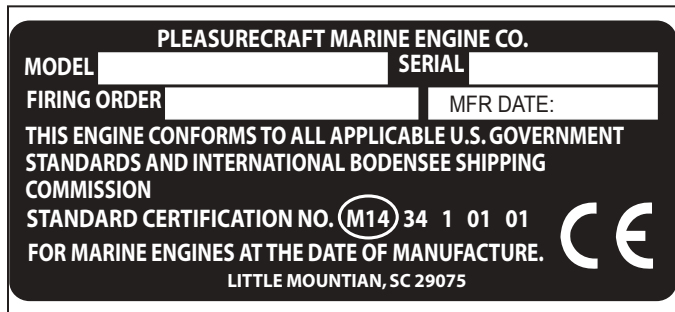 PLEASURECRAFT MARINE ENGINE CO.
MODEL SERIAL
FIRING ORDER MFR DATE:
THIS ENGINE CONFORMS TO ALL APPLICABLE U.S. GOVERNMENT
STANDARDS AND INTERNATIONAL BODENSEE SHIPPING
COMMISSION
STANDARD CERTIFICATION NO. M14 34 1 01 01
FOR MARINE ENGINES AT THE DATE OF MANUFACTURE.
CE
LITTLE MOUNTIAN, SC 29075